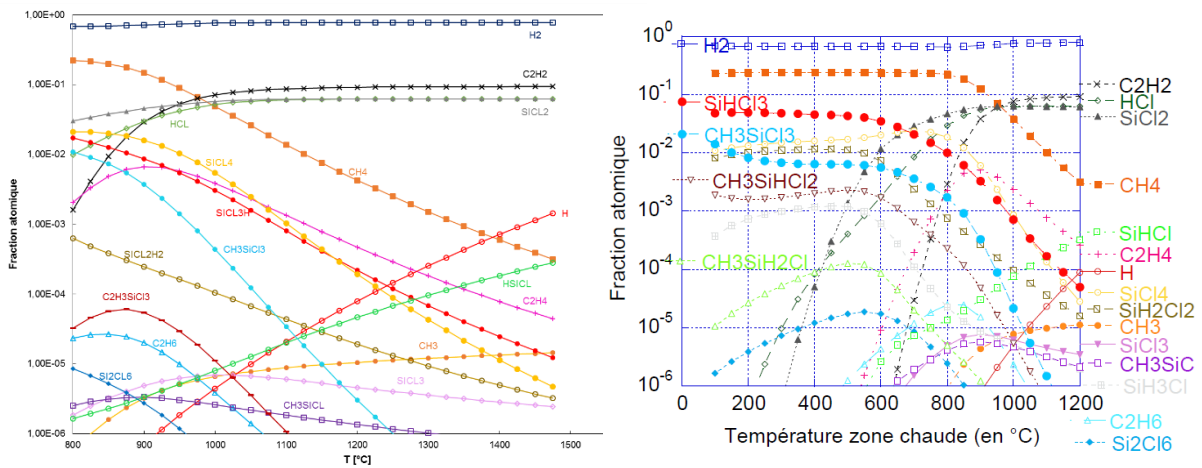 1.00E+00
1.00E-01
1.00E-02
1.00E-03
1.00E-04
1.00E-05
1.00E-06
Fraction atomique
800
900
1000
1100
1200
1300
1400
1500
T [°C]
H2
C2H2
SICL2
HCL
SICL4
CH4
SICL3H
CH3SiCl3
H
SICL2H2
HSICL
C2H3SiCl3
C2H4
C2H6
CH3
SI2CL6
SICL3
CH3SICL
10^0
10^-1
10^-2
10^-3
10^-4
10^-5
10^-6
Fraction atomique
0
200
400
600
800
1000
1200
Température zone chaude (en °C)
H2
SiHCl3
CH3SiCl3
CH3SiHCl2
CH3SiH2Cl
C2H2
HCl
SiCl2
CH4
SiHCl
C2H4
H
SiCl4
SiH2Cl2
CH3
SiCl3
CH3SiC
SiH3Cl
C2H6
Si2Cl6